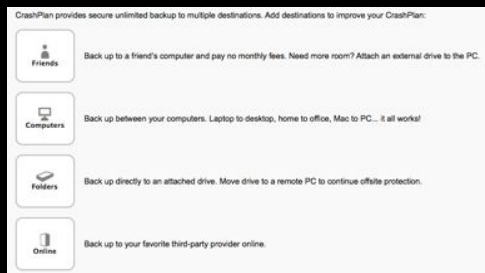 CrashPlan provides secure unlimited backup to multiple destinations. Add destinations to improve your CrashPlan:
Friends
Back up to a friend's computer and pay no monthly fees. Need more room? Attach an external drive to the PC.
Computers
Back up between your computers. Laptop to desktop, home to office, Mac to PC... it all works!
Folders
Back up directly to an attached drive. Move drive to a remote PC to continue offsite protection.
Online
Back up to your favorite third-party provider online.